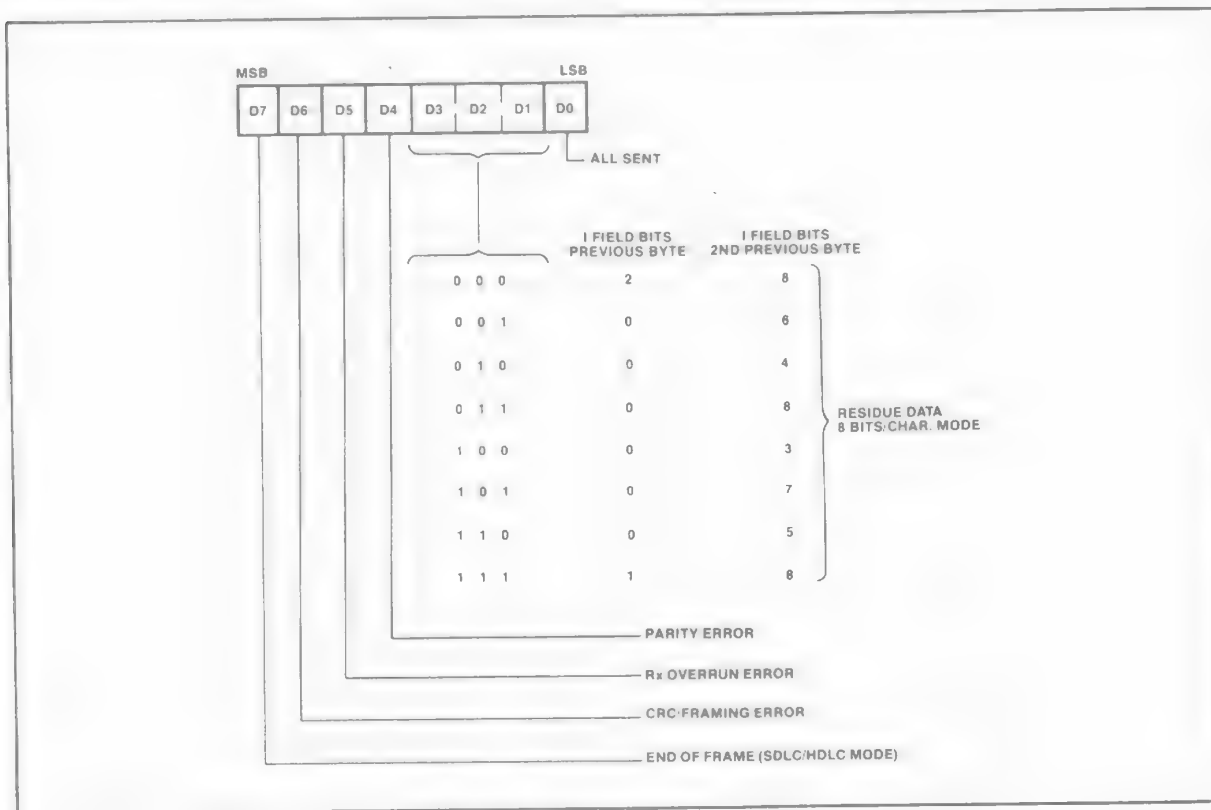 MSB LSB
D7 D6 D5 D4 D3 D2 D1 D0
ALL SENT
I FIELD BITS PREVIOUS BYTE
I FIELD BITS 2ND PREVIOUS BYTE
0 0 0 2 8
0 0 1 0 6
0 1 0 0 4
0 1 1 0 8
1 0 0 0 3
1 0 1 0 7
1 1 0 0 5
1 1 1 1 8
RESIDUE DATA
8 BITS/CHAR. MODE
PARITY ERROR
Rx OVERRUN ERROR
CRC/FRAMING ERROR
END OF FRAME (SDLC/HDLC MODE)